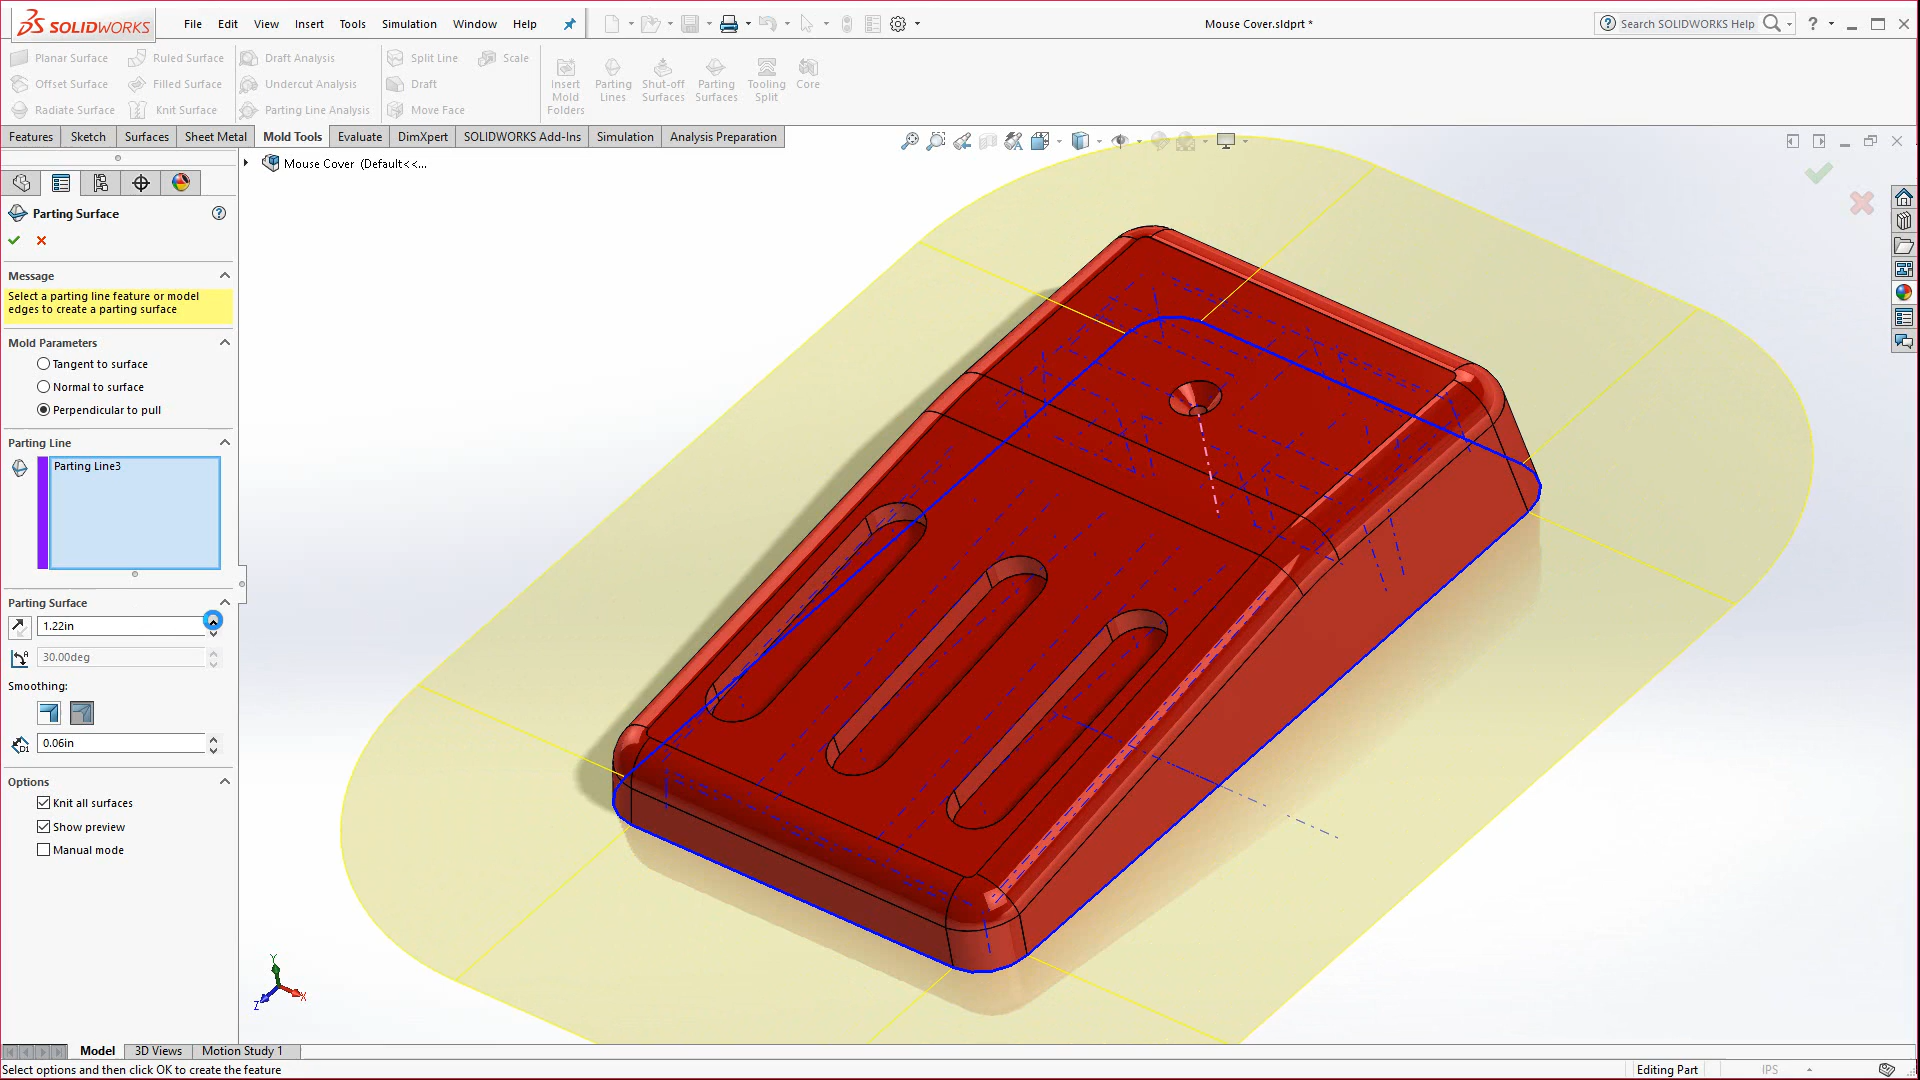 SOLIDWORKS
File Edit View Insert Tools Simulation Window Help
Mouse Cover.sldprt *
Search SOLIDWORKS Help
Planar Surface Ruled Surface Draft Analysis Split Line Scale
Offset Surface Filled Surface Undercut Analysis Draft
Radiate Surface Knit Surface Parting Line Analysis Move Face
Insert Mold Folders
Parting Lines
Shut-off Surfaces
Parting Surfaces
Tooling Split
Core
Features Sketch Surfaces Sheet Metal Mold Tools Evaluate DimXpert SOLIDWORKS Add-Ins Simulation Analysis Preparation
Mouse Cover (Default<<...
Parting Surface
Message
Select a parting line feature or model
edges to create a parting surface
Mold Parameters
Tangent to surface
Normal to surface
Perpendicular to pull
Parting Line
Parting Line3
Parting Surface
1.22in
30.00deg
Smoothing:
0.06in
Options
Knit all surfaces
Show preview
Manual mode
Y
X
Z
Model 3D Views Motion Study 1
Select options and then click OK to create the feature
Editing Part
IPS